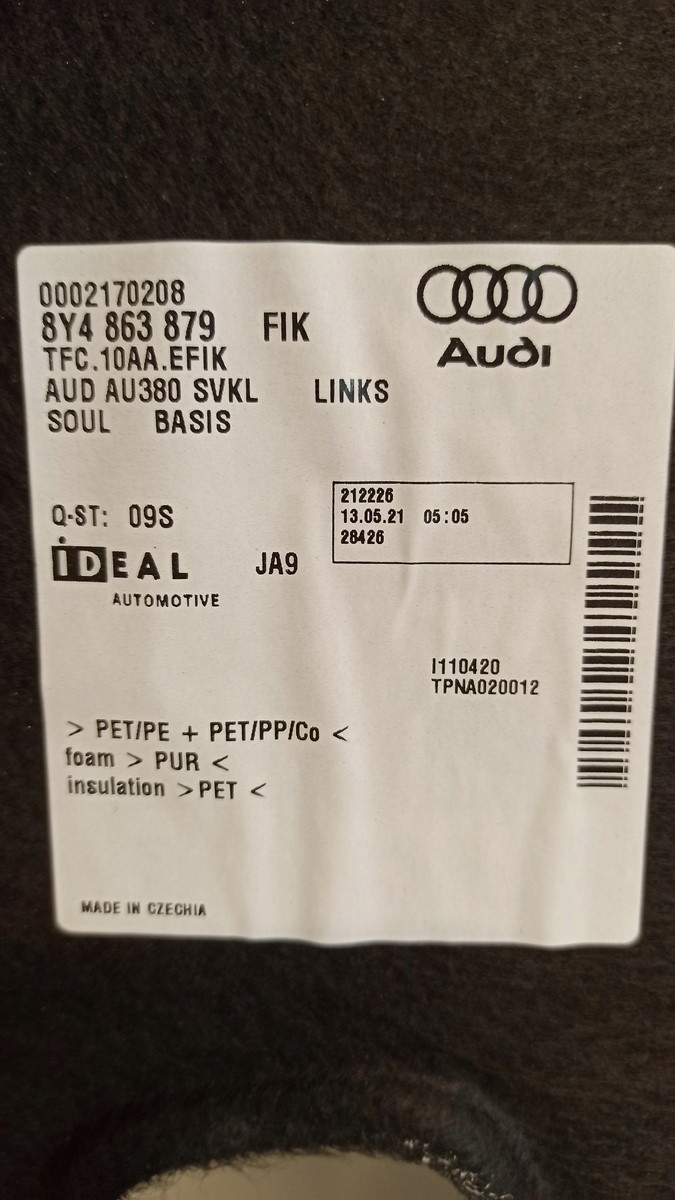 0002170208
8Y4 863 879 FIK
TFC.10AA.EFIK
AUD AU380 SVKL LINKS
SOUL BASIS
Audi
Q-ST: 09S
212226
13.05.21 05:05
28426
iDEAL JA9
AUTOMOTIVE
I110420
TPNA020012
> PET/PE + PET/PP/Co <
foam > PUR <
insulation >PET <
MADE IN CZECHIA